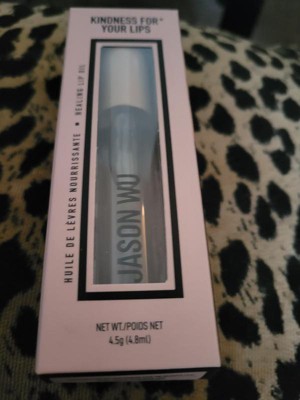 KINDNESS FOR*
YOUR LIPS
HUILE DE LÈVRES NOURRISSANTE ■ HEALING LIP OIL
JASON WU
NET WT./POIDS NET
4.5g (4.8ml)